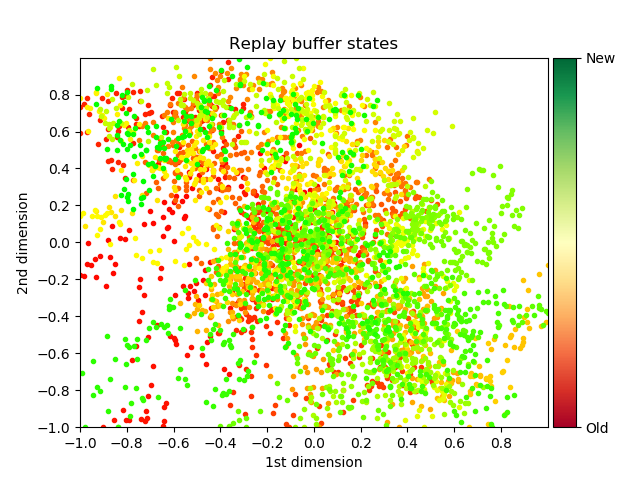 Replay buffer states
New
0.8
0.6
0.4
0.2
0.0
−0.2
−0.4
−0.6
−0.8
−1.0
2nd dimension
Old
−1.0 −0.8 −0.6 −0.4 −0.2 0.0 0.2 0.4 0.6 0.8
1st dimension